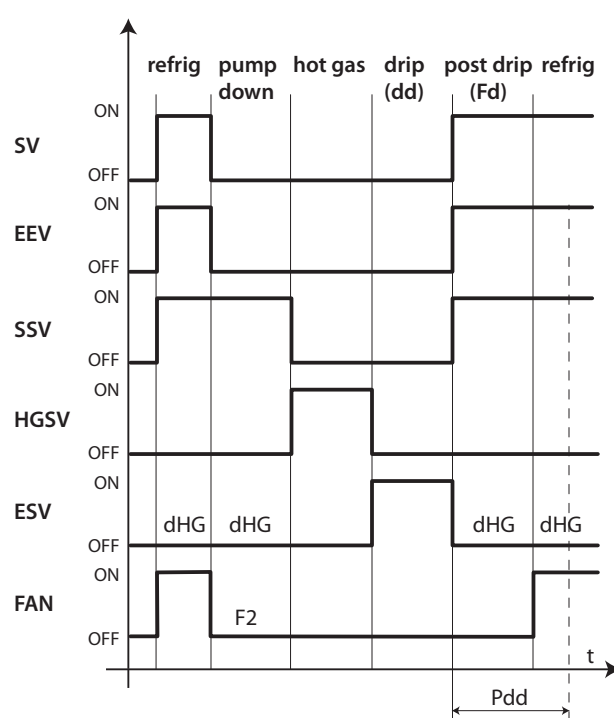 refrig pump hot gas drip post drip refrig
down (dd) (Fd)
ON
SV
OFF
ON
EEV
OFF
ON
SSV
OFF
ON
HGSV
OFF
ON
ESV
dHG dHG dHG dHG
OFF
ON
FAN
F2
OFF
t
Pdd